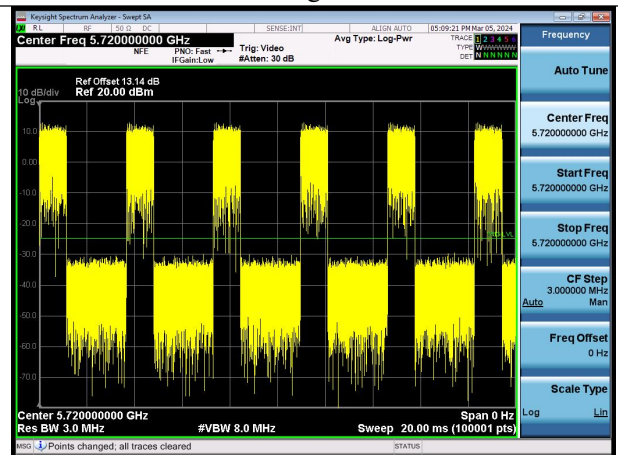 Keysight Spectrum Analyzer - Swept SA
RL RF 50 Ω DC SENSE:INT ALIGN AUTO 05:09:21 PM Mar 05, 2024
Center Freq 5.720000000 GHz
NFE PNO: Fast Trig: Video Avg Type: Log-Pwr TRACE 1 2 3 4 5 6
IFGain:Low #Atten: 30 dB TYPE W
DET N N N N N N
Frequency
Auto Tune
Ref Offset 13.14 dB
10 dB/div Ref 20.00 dBm
Log
10.0
0.00
-10.0
-20.0
-30.0
-40.0
-50.0
-60.0
-70.0
Center Freq
5.720000000 GHz
Start Freq
5.720000000 GHz
Stop Freq
5.720000000 GHz
CF Step
3.000000 MHz
Auto Man
Freq Offset
0 Hz
Scale Type
Log Lin
Center 5.720000000 GHz Span 0 Hz
Res BW 3.0 MHz #VBW 8.0 MHz Sweep 20.00 ms (100001 pts)
MSG Points changed; all traces cleared STATUS